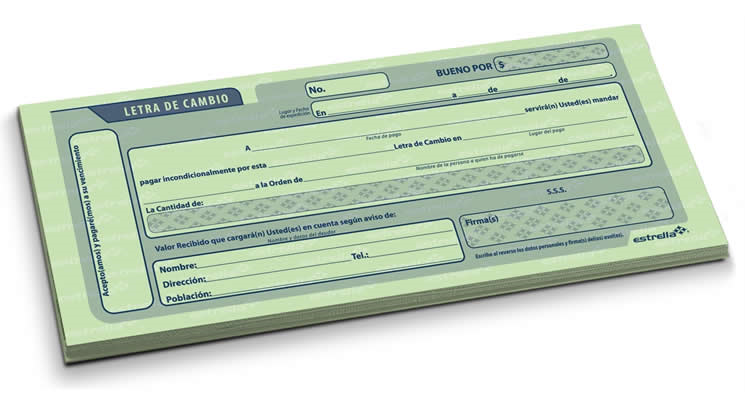 LETRA DE CAMBIO
No.
BUENO POR $
Lugar y Fecha
de expedición
En a de de .
A servirá(n) Usted(es) mandar
Fecha de pago
pagar incondicionalmente por esta Letra de Cambio en
Lugar del pago
a la Orden de
Nombre de la persona a quien ha de pagarse
La Cantidad de:
Valor Recibido que cargará(n) Usted(es) en cuenta según aviso de:
Nombre y datos del deudor
Nombre:
Dirección: Tel.:
Población:
S.S.S.
Firma(s)
Escriba al reverso los datos personales y firma(s) del(os) aval(es).
estrella
Acepto(amos) y pagaré(mos) a su vencimiento